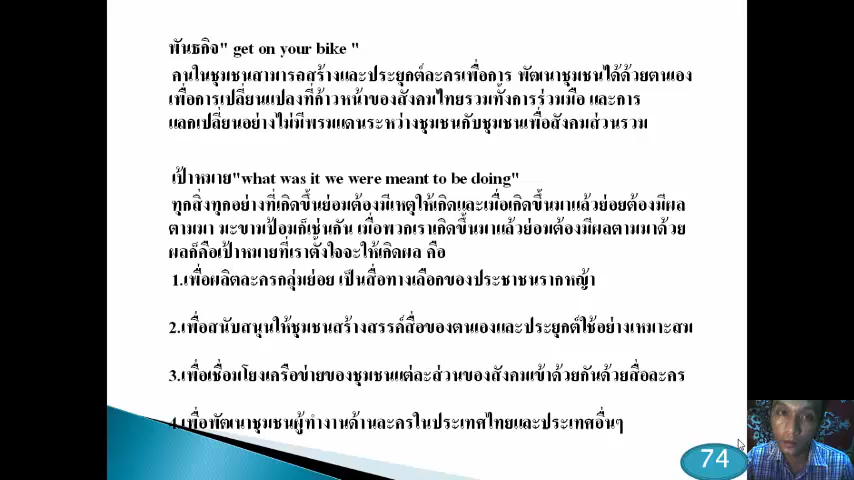 พันธกิจ" get on your bike "
คนในชุมชนสามารถสร้างและประยุกต์ละครเพื่อการ พัฒนาชุมชนได้ด้วยตนเอง
เพื่อการเปลี่ยนแปลงที่ก้าวหน้าของสังคมไทยรวมทั้งการร่วมมือ และการ
แลกเปลี่ยนอย่างไม่มีพรมแดนระหว่างชุมชนกับชุมชนเพื่อสังคมส่วนรวม
เป้าหมาย"what was it we were meant to be doing"
ทุกสิ่งทุกอย่างที่เกิดขึ้นย่อมต้องมีเหตุให้เกิดและเมื่อเกิดขึ้นมาแล้วย่อยต้องมีผล
ตามมา มะขามป้อมก็เช่นกัน เมื่อพวกเราเกิดขึ้นมาแล้วย่อมต้องมีผลตามมาด้วย
ผลก็คือเป้าหมายที่เราตั้งใจจะให้เกิดผล คือ
1.เพื่อผลิตละครกลุ่มย่อย เป็นสื่อทางเลือกของประชาชนรากหญ้า
2.เพื่อสนับสนุนให้ชุมชนสร้างสรรค์สื่อของตนเองและประยุกต์ใช้อย่างเหมาะสม
3.เพื่อเชื่อมโยงเครือข่ายของชุมชนแต่ละส่วนของสังคมเข้าด้วยกันด้วยสื่อละคร
4.เพื่อพัฒนาชุมชนผู้ทำงานด้านละครในประเทศไทยและประเทศอื่นๆ
74